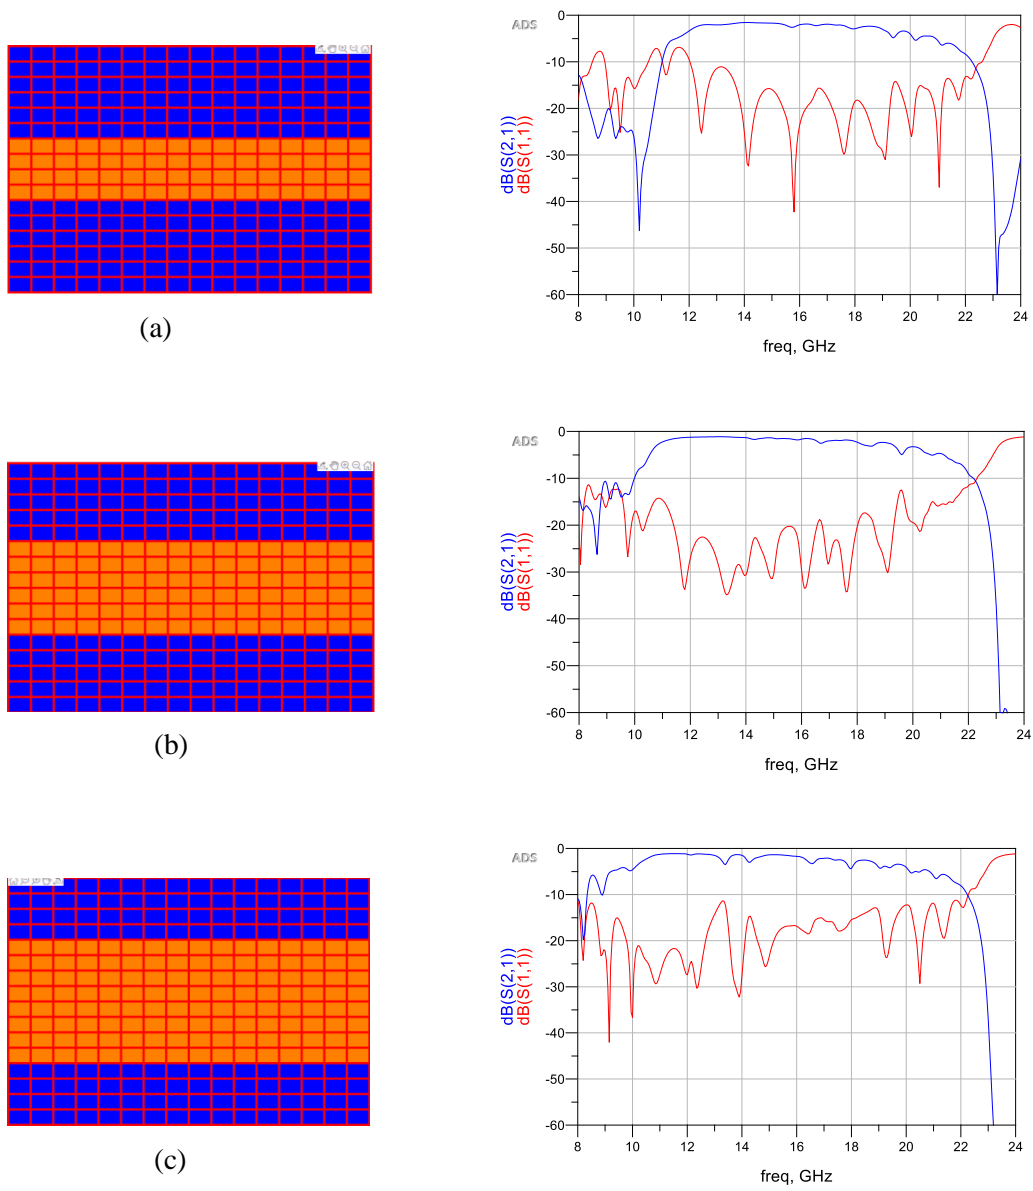 ADS
0
-10
-20
-30
-40
-50
-60
dB(S(2,1))
dB(S(1,1))
8 10 12 14 16 18 20 22 24
freq, GHz
(a)
ADS
0
-10
-20
-30
-40
-50
-60
dB(S(2,1))
dB(S(1,1))
8 10 12 14 16 18 20 22 24
freq, GHz
(b)
ADS
0
-10
-20
-30
-40
-50
-60
dB(S(2,1))
dB(S(1,1))
8 10 12 14 16 18 20 22 24
freq, GHz
(c)